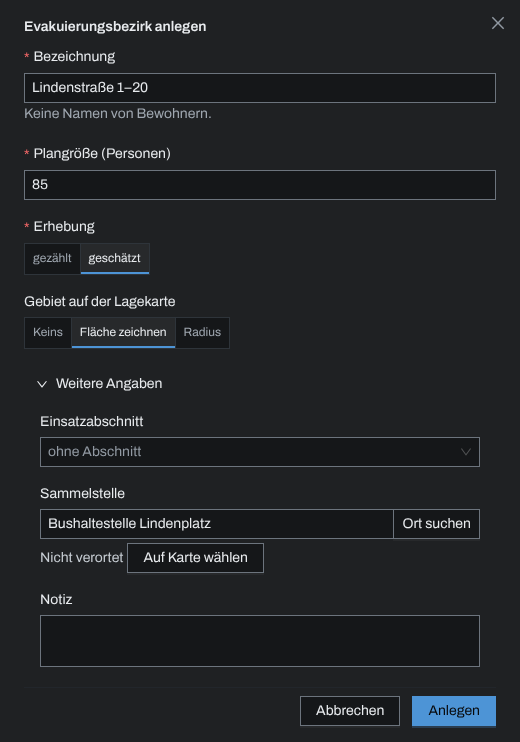 Evakuierungsbezirk anlegen
* Bezeichnung
Lindenstraße 1–20
Keine Namen von Bewohnern.
* Plangröße (Personen)
85
* Erhebung
gezählt geschätzt
Gebiet auf der Lagekarte
Keins Fläche zeichnen Radius
Weitere Angaben
Einsatzabschnitt
ohne Abschnitt
Sammelstelle
Bushaltestelle Lindenplatz Ort suchen
Nicht verortet Auf Karte wählen
Notiz
Abbrechen Anlegen